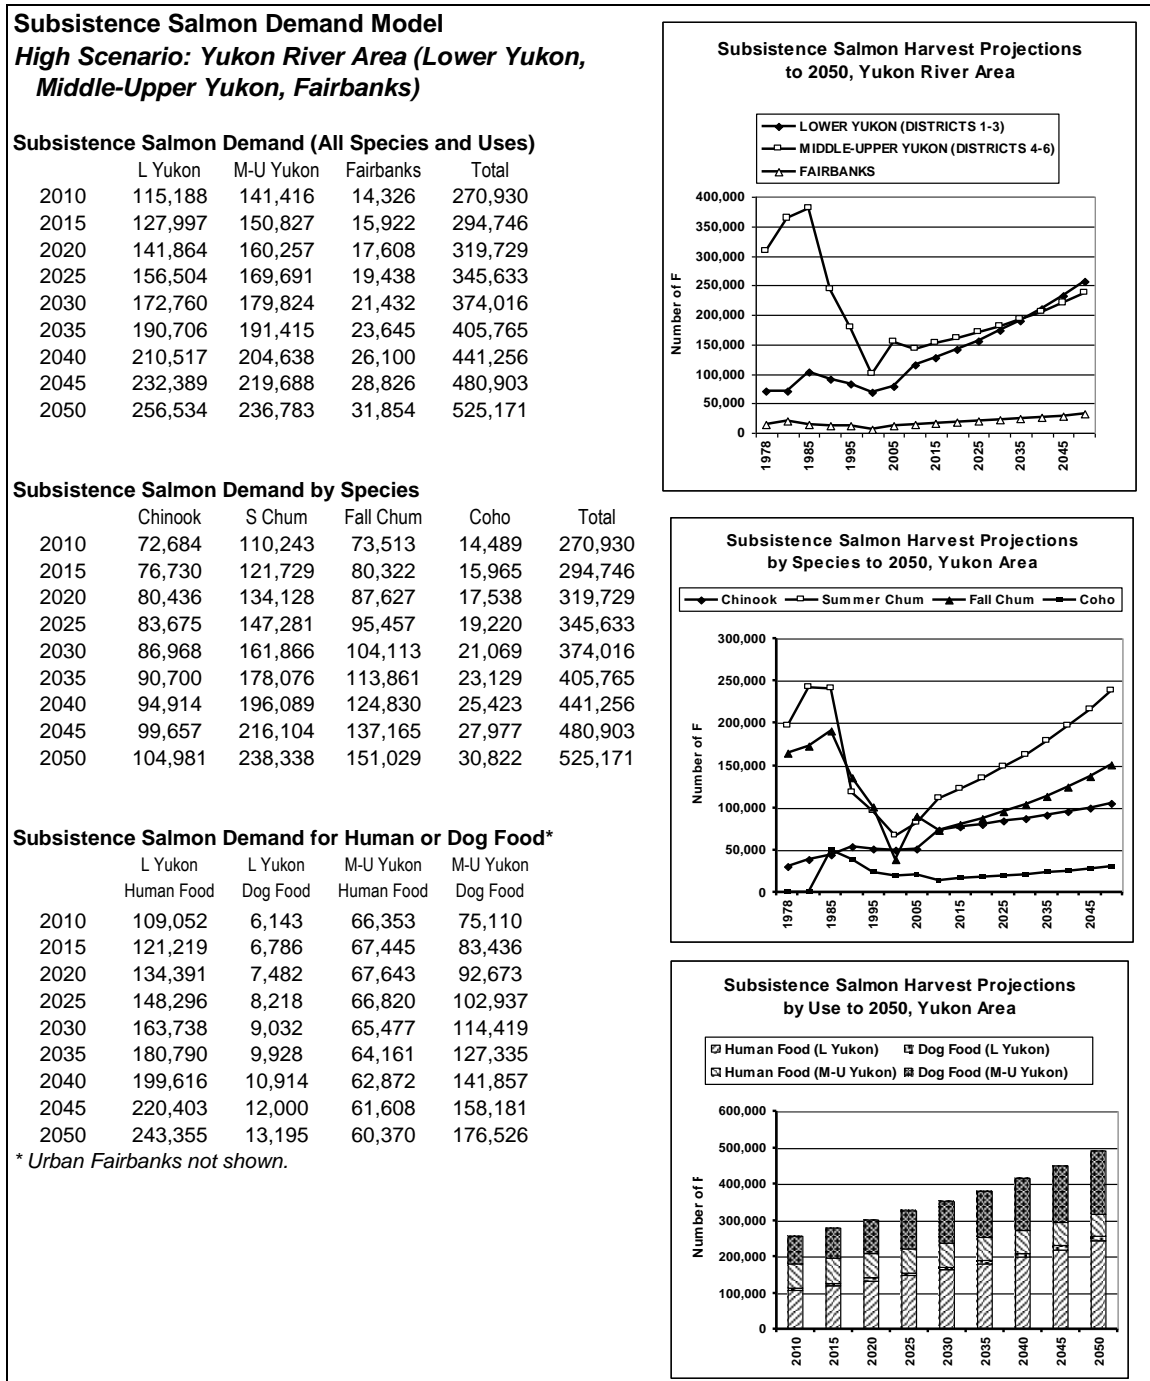 Subsistence Salmon Demand Model
High Scenario: Yukon River Area (Lower Yukon,
Middle-Upper Yukon, Fairbanks)
Subsistence Salmon Demand (All Species and Uses)
L Yukon M-U Yukon Fairbanks Total
2010 115,188 141,416 14,326 270,930
2015 127,997 150,827 15,922 294,746
2020 141,864 160,257 17,608 319,729
2025 156,504 169,691 19,438 345,633
2030 172,760 179,824 21,432 374,016
2035 190,706 191,415 23,645 405,765
2040 210,517 204,638 26,100 441,256
2045 232,389 219,688 28,826 480,903
2050 256,534 236,783 31,854 525,171
Subsistence Salmon Demand by Species
Chinook S Chum Fall Chum Coho Total
2010 72,684 110,243 73,513 14,489 270,930
2015 76,730 121,729 80,322 15,965 294,746
2020 80,436 134,128 87,627 17,538 319,729
2025 83,675 147,281 95,457 19,220 345,633
2030 86,968 161,866 104,113 21,069 374,016
2035 90,700 178,076 113,861 23,129 405,765
2040 94,914 196,089 124,830 25,423 441,256
2045 99,657 216,104 137,165 27,977 480,903
2050 104,981 238,338 151,029 30,822 525,171
Subsistence Salmon Demand for Human or Dog Food*
L Yukon L Yukon M-U Yukon M-U Yukon
Human Food Dog Food Human Food Dog Food
2010 109,052 6,143 66,353 75,110
2015 121,219 6,786 67,445 83,436
2020 134,391 7,482 67,643 92,673
2025 148,296 8,218 66,820 102,937
2030 163,738 9,032 65,477 114,419
2035 180,790 9,928 64,161 127,335
2040 199,616 10,914 62,872 141,857
2045 220,403 12,000 61,608 158,181
2050 243,355 13,195 60,370 176,526
* Urban Fairbanks not shown.
Subsistence Salmon Harvest Projections
to 2050, Yukon River Area
LOWER YUKON (DISTRICTS 1-3)
MIDDLE-UPPER YUKON (DISTRICTS 4-6)
FAIRBANKS
400,000
350,000
300,000
250,000
200,000
150,000
100,000
50,000
0
Number of F
1978 1985 1995 2005 2015 2025 2035 2045
Subsistence Salmon Harvest Projections
by Species to 2050, Yukon Area
Chinook Summer Chum Fall Chum Coho
300,000
250,000
200,000
150,000
100,000
50,000
0
Number of F
1978 1985 1995 2005 2015 2025 2035 2045
Subsistence Salmon Harvest Projections
by Use to 2050, Yukon Area
Human Food (L Yukon) Dog Food (L Yukon)
Human Food (M-U Yukon) Dog Food (M-U Yukon)
600,000
500,000
400,000
300,000
200,000
100,000
0
Number of F
2010 2015 2020 2025 2030 2035 2040 2045 2050